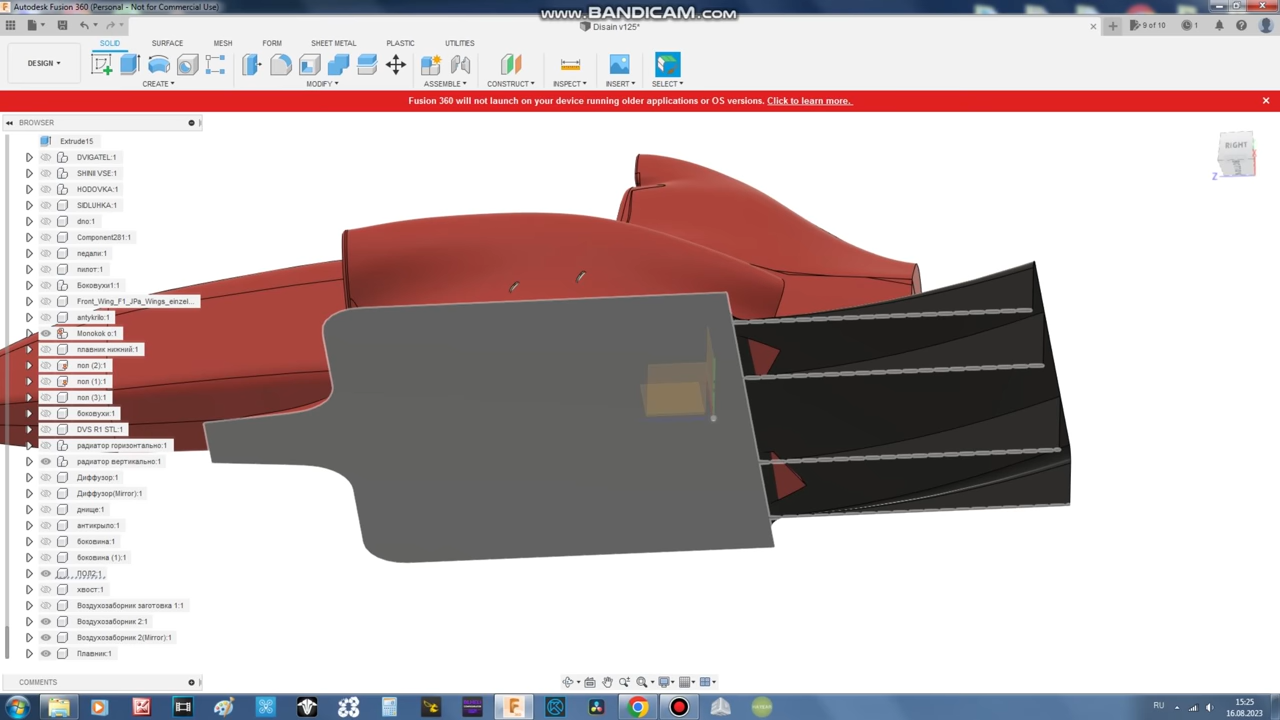 Autodesk Fusion 360 (Personal - Not for Commercial Use)
www.BANDICAM.com
Disain v125*
9 of 10
1
DESIGN
SOLID
SURFACE
MESH
FORM
SHEET METAL
PLASTIC
UTILITIES
CREATE
MODIFY
ASSEMBLE
CONSTRUCT
INSPECT
INSERT
SELECT
Fusion 360 will not launch on your device running older applications or OS versions. Click to learn more.
BROWSER
RIGHT
Z
Extrude15
DVIGATEL:1
SHINII VSE:1
HODOVKA:1
SIDLUHKA:1
dno:1
Component281:1
педали:1
пилот:1
Боковухи1:1
Front_Wing_F1_JPa_Wings_einzel...
antykrilo:1
Monokok о:1
плавник нижний:1
пол (2):1
пол (1):1
пол (3):1
боковухи:1
DVS R1 STL:1
радиатор горизонтально:1
радиатор вертикально:1
Диффузор:1
Диффузор(Mirror):1
днище:1
антикрыло:1
боковина:1
боковина (1):1
ПОЛ2:1
хвост:1
Воздухозаборник заготовка 1:1
Воздухозаборник 2:1
Воздухозаборник 2(Mirror):1
Плавник:1
COMMENTS
RU
15:25
16.08.2023